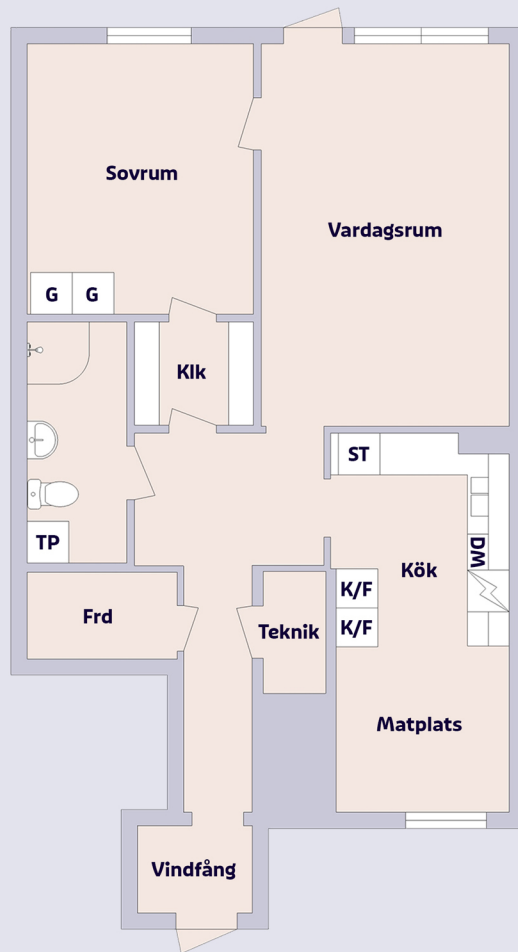 Sovrum
Vardagsrum
G
G
Klk
ST
TP
DM
Kök
K/F
K/F
Frd
Teknik
Matplats
Vindfång